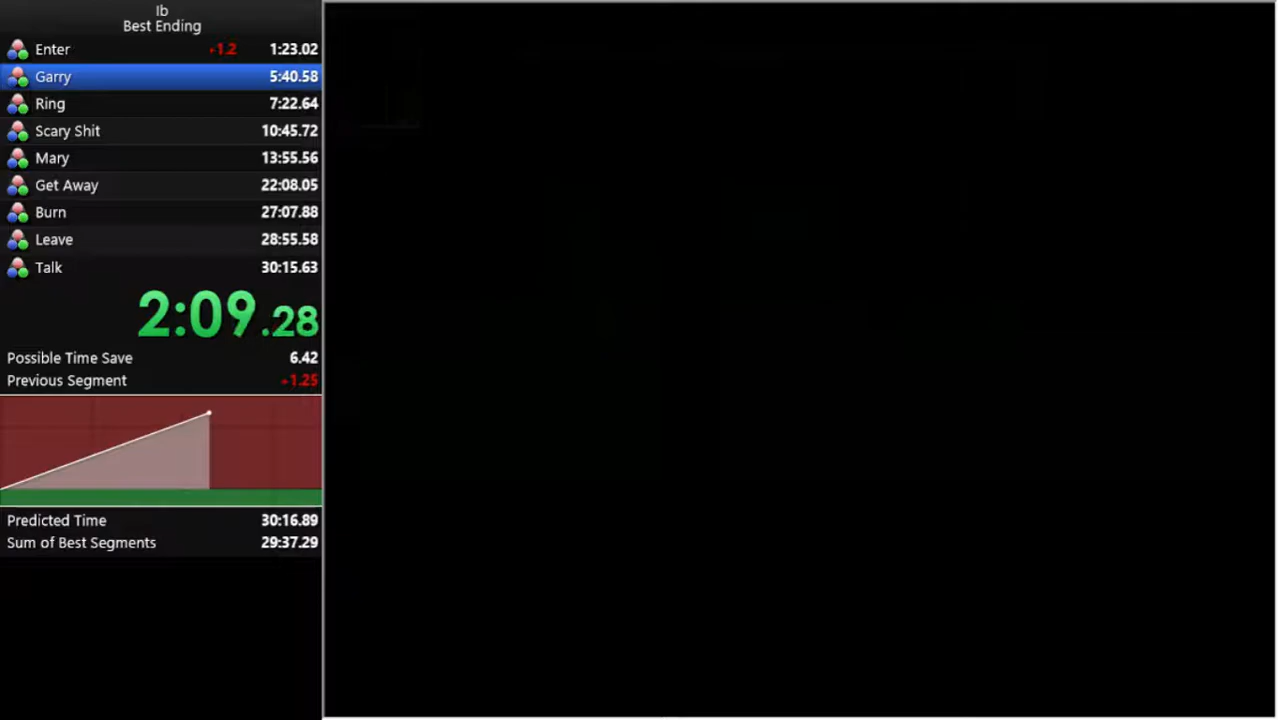 Ib
Best Ending
Enter +1.2 1:23.02
Garry 5:40.58
Ring 7:22.64
Scary Shit 10:45.72
Mary 13:55.56
Get Away 22:08.05
Burn 27:07.88
Leave 28:55.58
Talk 30:15.63
2:09.28
Possible Time Save 6.42
Previous Segment +1.25
Predicted Time 30:16.89
Sum of Best Segments 29:37.29